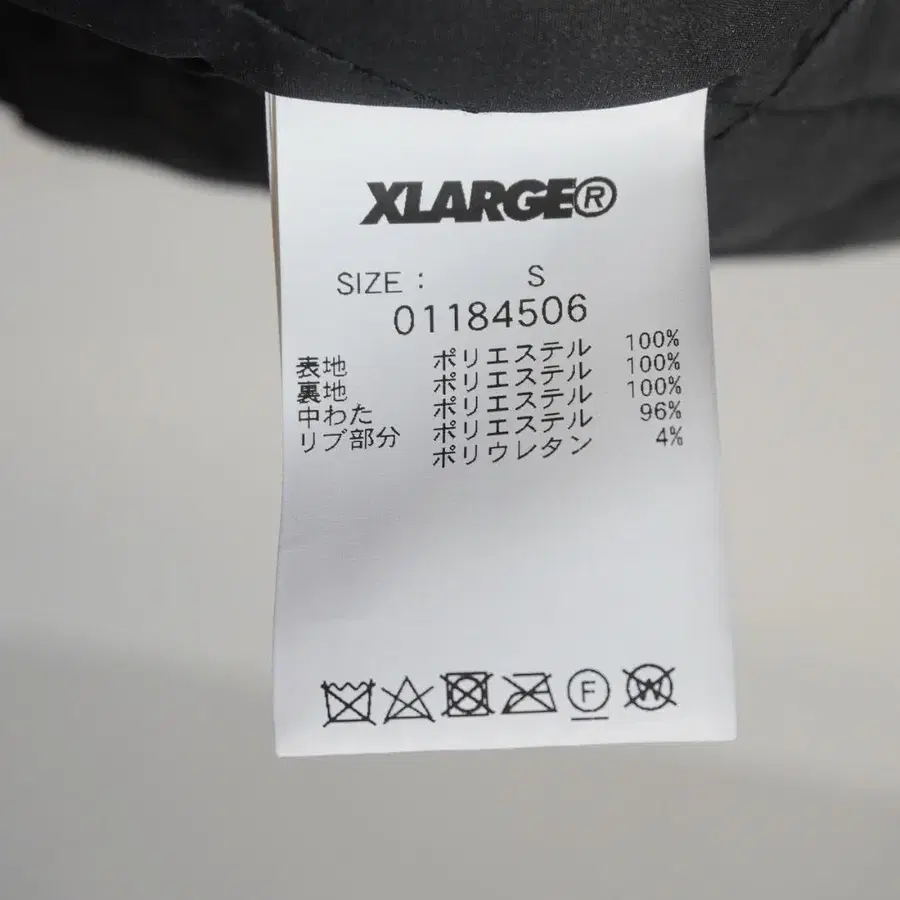 XLARGE®
SIZE : S
01184506
表地 ポリエステル 100%
裏地 ポリエステル 100%
中わた ポリエステル 100%
リブ部分 ポリエステル 96%
ポリウレタン 4%
F
W